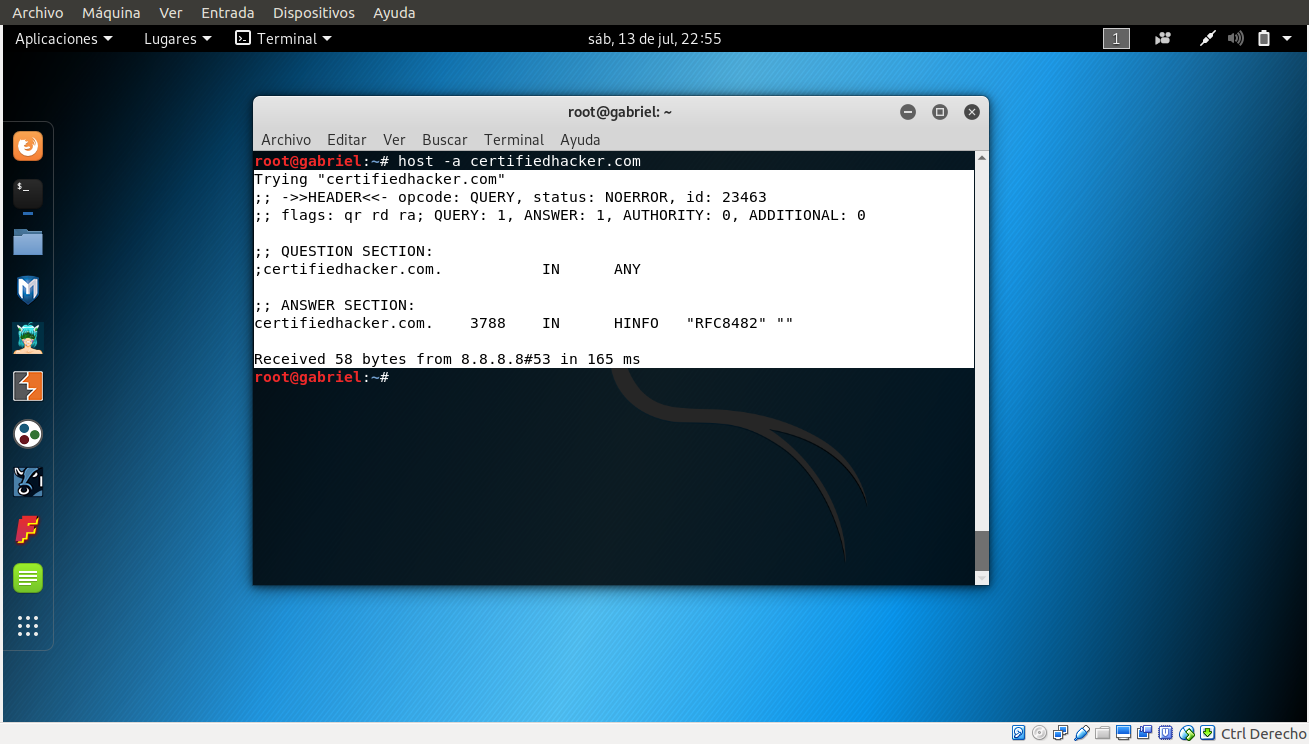 Archivo Máquina Ver Entrada Dispositivos Ayuda
Aplicaciones Lugares Terminal sáb, 13 de jul, 22:55 1
root@gabriel: ~
Archivo Editar Ver Buscar Terminal Ayuda
root@gabriel:~# host -a certifiedhacker.com
Trying "certifiedhacker.com"
;; ->>HEADER<<- opcode: QUERY, status: NOERROR, id: 23463
;; flags: qr rd ra; QUERY: 1, ANSWER: 1, AUTHORITY: 0, ADDITIONAL: 0
;; QUESTION SECTION:
;certifiedhacker.com. IN ANY
;; ANSWER SECTION:
certifiedhacker.com. 3788 IN HINFO "RFC8482" ""
Received 58 bytes from 8.8.8.8#53 in 165 ms
root@gabriel:~#
Ctrl Derecho